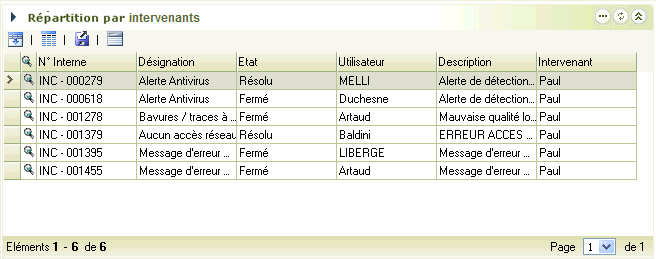 Répartition par intervenants
N° Interne Désignation Etat Utilisateur Description Intervenant
INC - 000279 Alerte Antivirus Résolu MELLI Alerte de détection... Paul
INC - 000618 Alerte Antivirus Fermé Duchesne Alerte de détection... Paul
INC - 001278 Bavures / traces à ... Fermé Artaud Mauvaise qualité lo... Paul
INC - 001379 Aucun accès réseau Résolu Baldini ERREUR ACCES ... Paul
INC - 001395 Message d'erreur ... Fermé LIBERGE Message d'erreur ... Paul
INC - 001455 Message d'erreur ... Fermé Artaud Message d'erreur ... Paul
Eléments 1 - 6 de 6 Page 1 de 1